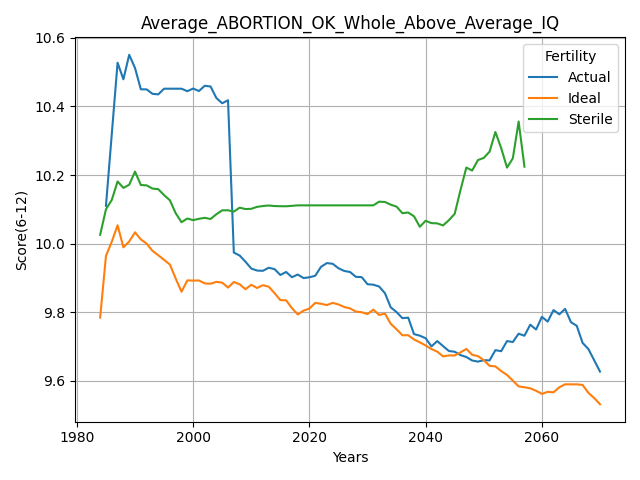 Average_ABORTION_OK_Whole_Above_Average_IQ
Fertility
Actual
Ideal
Sterile
Score(6-12)
10.6
10.4
10.2
10.0
9.8
9.6
1980
2000
2020
2040
2060
Years